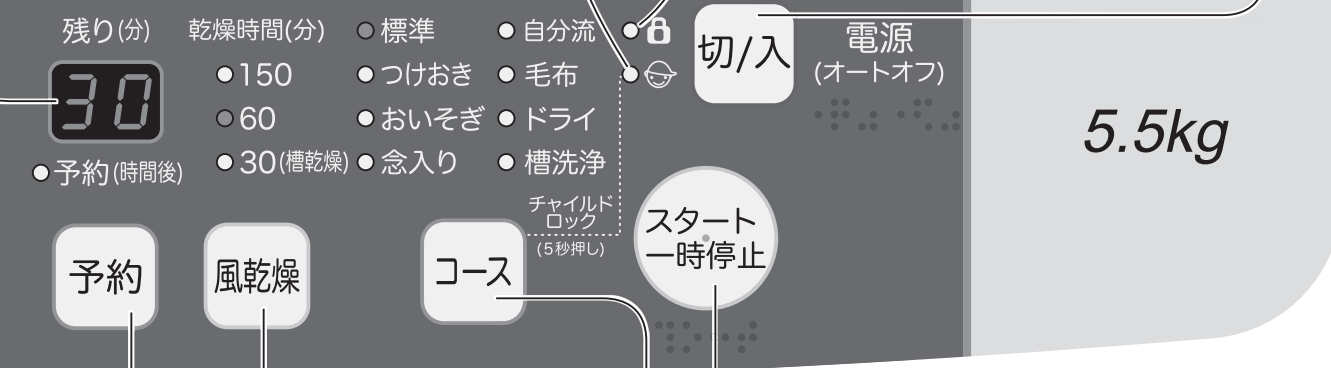 残り(分)
30
予約(時間後)
乾燥時間(分)
150
60
30(槽乾燥)
標準
つけおき
おいそぎ
念入り
自分流
毛布
ドライ
槽洗浄
チャイルド
ロック
(5秒押し)
切/入
電源
(オートオフ)
予約
風乾燥
コース
スタート
一時停止
5.5kg